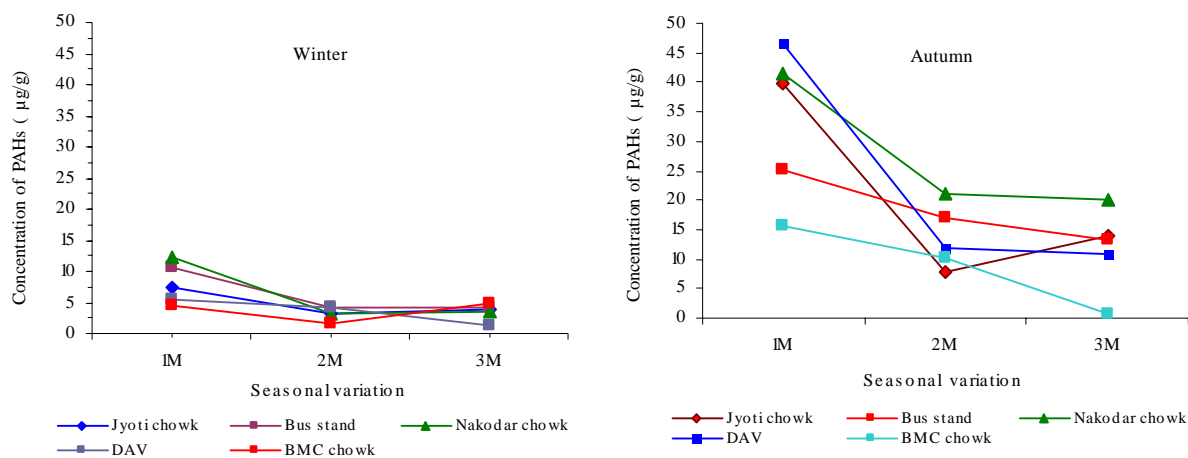 Winter
Concentration of PAHs ( µg/g)
50
45
40
35
30
25
20
15
10
5
0
1M 2M 3M
Seasonal variation
Jyoti chowk Bus stand Nakodar chowk
DAV BMC chowk
Autumn
Concentration of PAHs ( µg/g)
50
45
40
35
30
25
20
15
10
5
0
1M 2M 3M
Seasonal variation
Jyoti chowk Bus stand Nakodar chowk
DAV BMC chowk